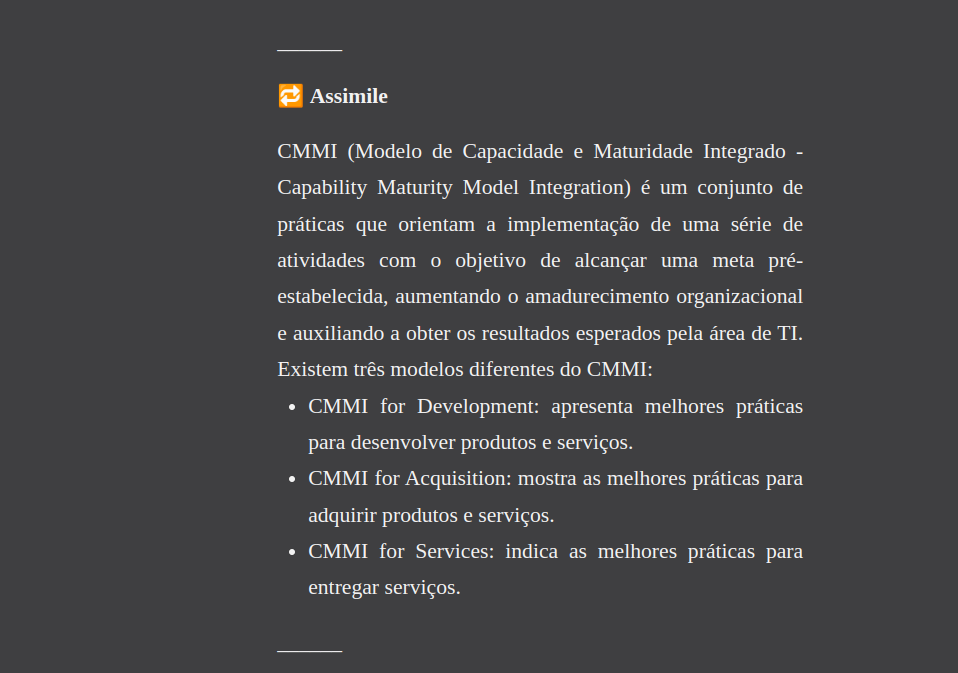 🔁 Assimile
CMMI (Modelo de Capacidade e Maturidade Integrado -
Capability Maturity Model Integration) é um conjunto de
práticas que orientam a implementação de uma série de
atividades com o objetivo de alcançar uma meta pré-
estabelecida, aumentando o amadurecimento organizacional
e auxiliando a obter os resultados esperados pela área de TI.
Existem três modelos diferentes do CMMI:
• CMMI for Development: apresenta melhores práticas
para desenvolver produtos e serviços.
• CMMI for Acquisition: mostra as melhores práticas para
adquirir produtos e serviços.
• CMMI for Services: indica as melhores práticas para
entregar serviços.